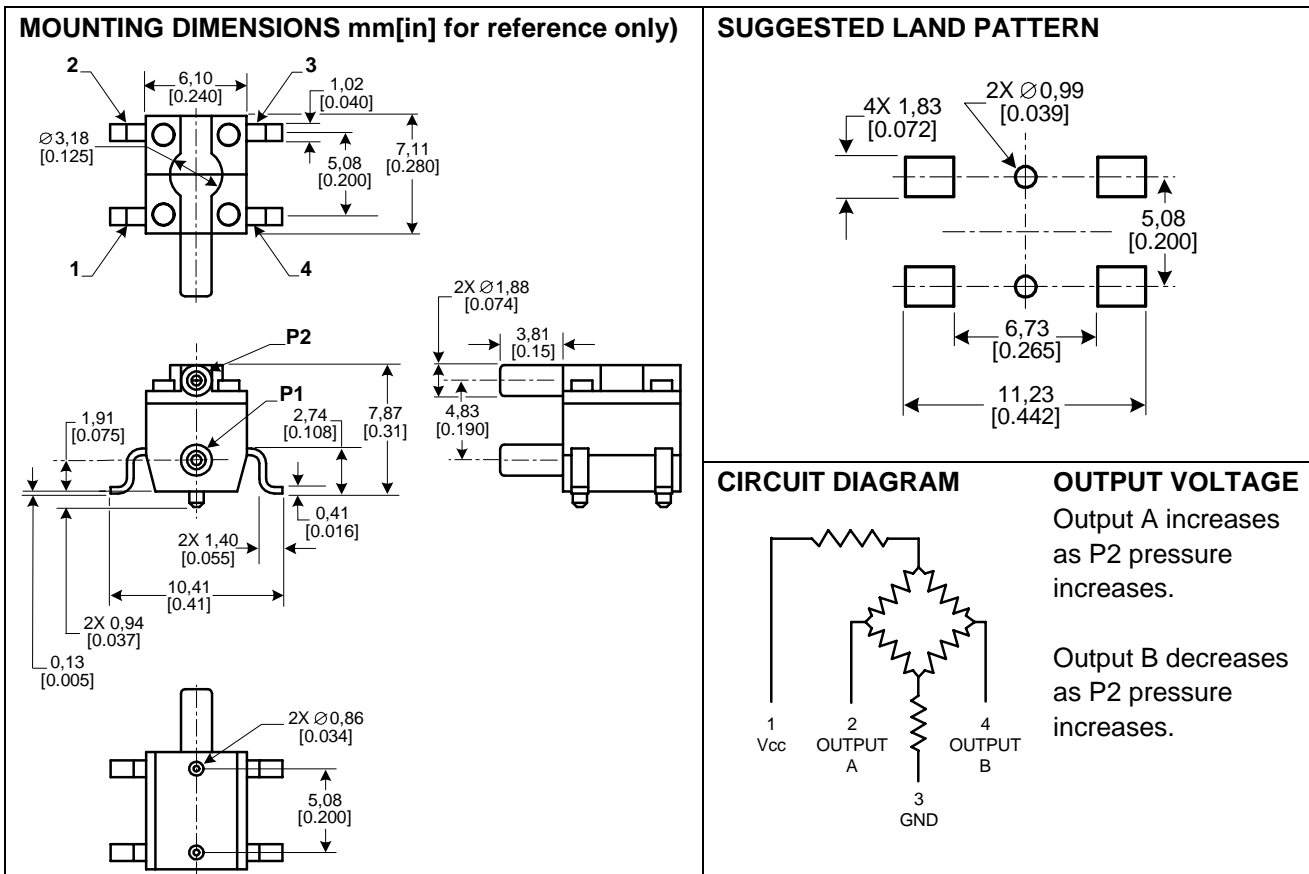 MOUNTING DIMENSIONS mm[in] for reference only)
2
3
6,10
[0.240]
1,02
[0.040]
∅3,18
[0.125]
5,08
[0.200]
7,11
[0.280]
1
4
P2
P1
1,91
[0.075]
2,74
[0.108]
7,87
[0.31]
0,41
[0.016]
2X 1,40
[0.055]
10,41
[0.41]
2X 0,94
[0.037]
0,13
[0.005]
2X ∅1,88
[0.074]
3,81
[0.15]
4,83
[0.190]
2X ∅0,86
[0.034]
5,08
[0.200]
SUGGESTED LAND PATTERN
4X 1,83
[0.072]
2X ∅0,99
[0.039]
5,08
[0.200]
6,73
[0.265]
11,23
[0.442]
CIRCUIT DIAGRAM
1
Vcc
2
OUTPUT
A
4
OUTPUT
B
3
GND
OUTPUT VOLTAGE
Output A increases
as P2 pressure
increases.
Output B decreases
as P2 pressure
increases.